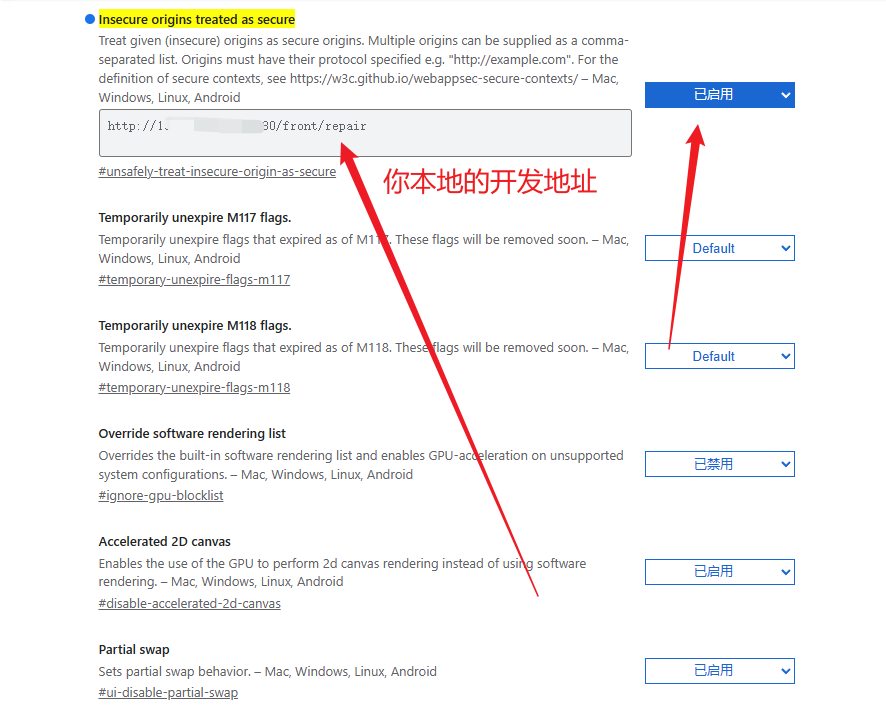 Insecure origins treated as secure
Treat given (insecure) origins as secure origins. Multiple origins can be supplied as a comma-
separated list. Origins must have their protocol specified e.g. "http://example.com". For the
definition of secure contexts, see https://w3c.github.io/webappsec-secure-contexts/ – Mac,
Windows, Linux, Android
已启用
http://1 80/front/repair
#unsafely-treat-insecure-origin-as-secure
你本地的开发地址
Temporarily unexpire M117 flags.
Temporarily unexpire flags that expired as of M117. These flags will be removed soon. – Mac,
Windows, Linux, Android
Default
#temporary-unexpire-flags-m117
Temporarily unexpire M118 flags.
Temporarily unexpire flags that expired as of M118. These flags will be removed soon. – Mac,
Windows, Linux, Android
Default
#temporary-unexpire-flags-m118
Override software rendering list
Overrides the built-in software rendering list and enables GPU-acceleration on unsupported
system configurations. – Mac, Windows, Linux, Android
已禁用
#ignore-gpu-blocklist
Accelerated 2D canvas
Enables the use of the GPU to perform 2d canvas rendering instead of using software
rendering. – Mac, Windows, Linux, Android
已启用
#disable-accelerated-2d-canvas
Partial swap
Sets partial swap behavior. – Mac, Windows, Linux, Android
已启用
#ui-disable-partial-swap